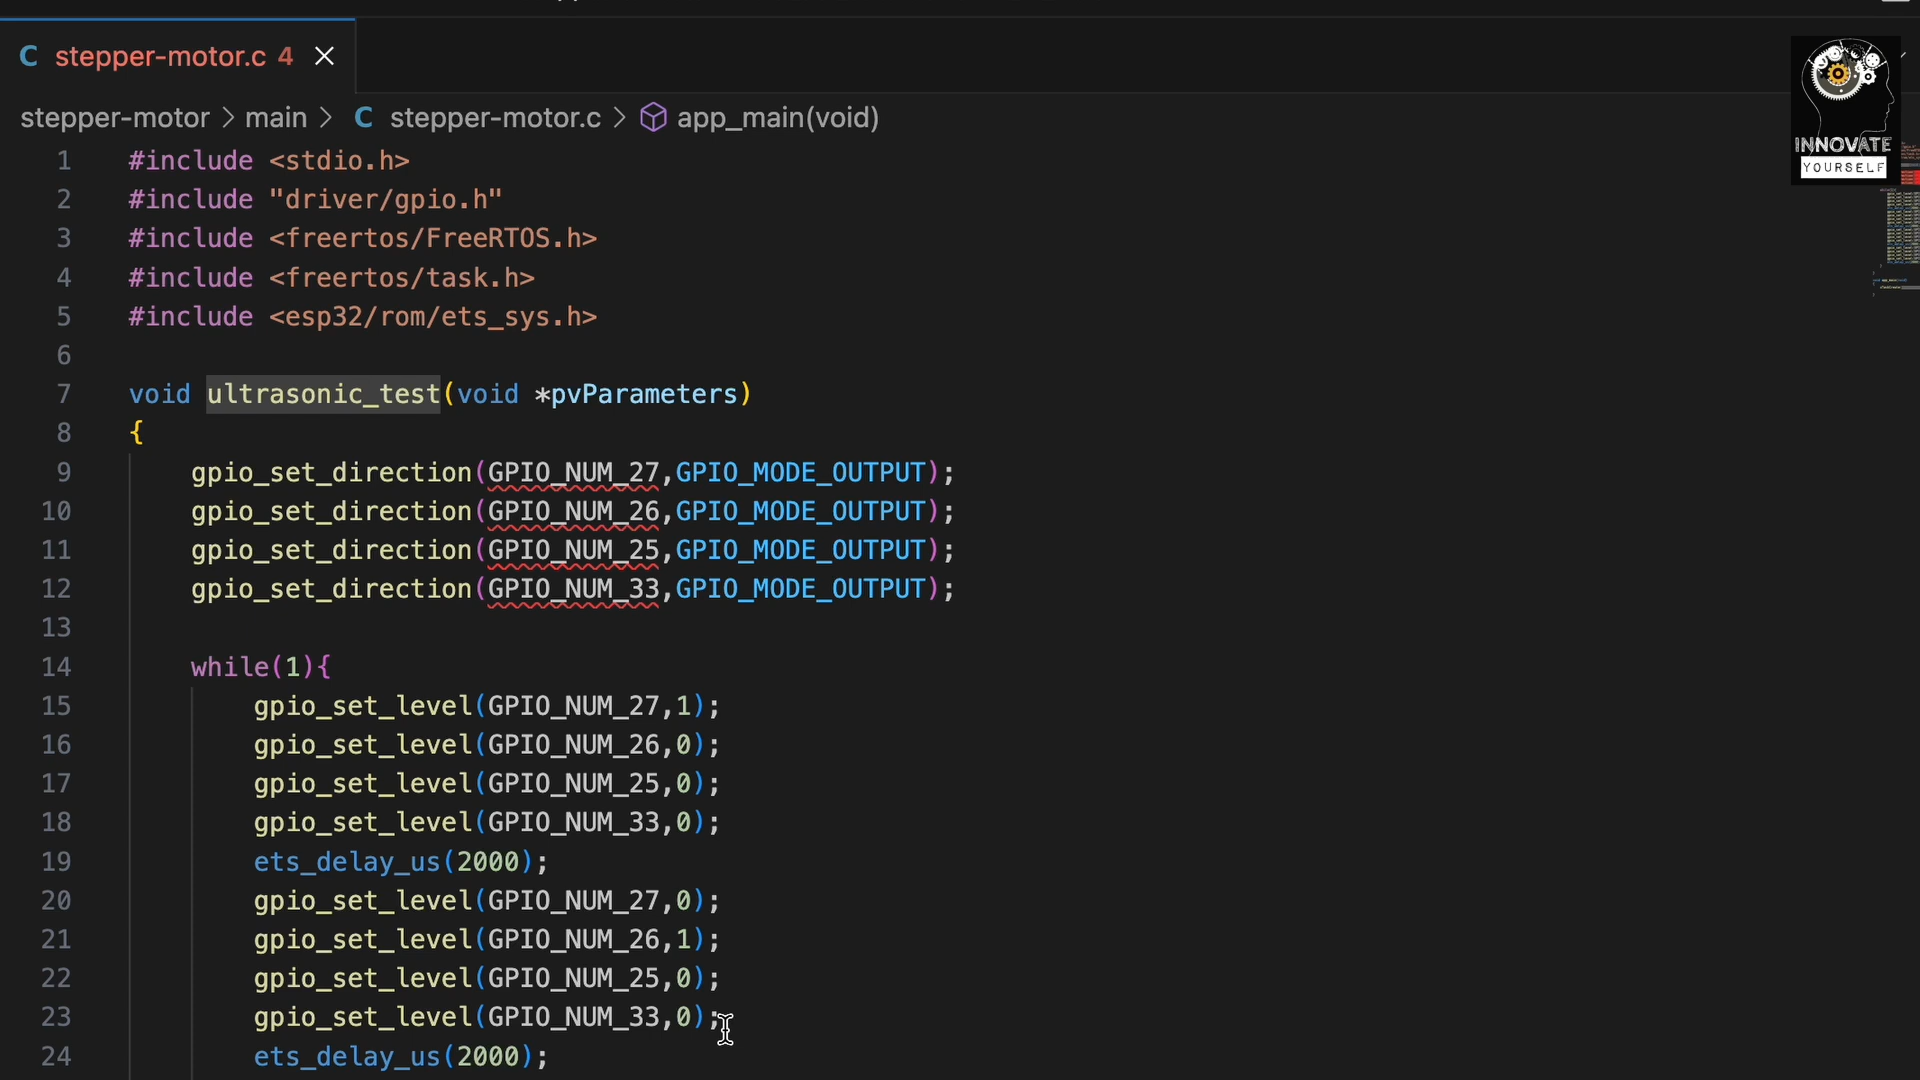 C stepper-motor.c 4 ×
INNOVATE
YOURSELF
stepper-motor > main > C stepper-motor.c > app_main(void)
1 #include <stdio.h>
2 #include "driver/gpio.h"
3 #include <freertos/FreeRTOS.h>
4 #include <freertos/task.h>
5 #include <esp32/rom/ets_sys.h>
6
7 void ultrasonic_test(void *pvParameters)
8 {
9 gpio_set_direction(GPIO_NUM_27,GPIO_MODE_OUTPUT);
10 gpio_set_direction(GPIO_NUM_26,GPIO_MODE_OUTPUT);
11 gpio_set_direction(GPIO_NUM_25,GPIO_MODE_OUTPUT);
12 gpio_set_direction(GPIO_NUM_33,GPIO_MODE_OUTPUT);
13
14 while(1){
15 gpio_set_level(GPIO_NUM_27,1);
16 gpio_set_level(GPIO_NUM_26,0);
17 gpio_set_level(GPIO_NUM_25,0);
18 gpio_set_level(GPIO_NUM_33,0);
19 ets_delay_us(2000);
20 gpio_set_level(GPIO_NUM_27,0);
21 gpio_set_level(GPIO_NUM_26,1);
22 gpio_set_level(GPIO_NUM_25,0);
23 gpio_set_level(GPIO_NUM_33,0);
24 ets_delay_us(2000);